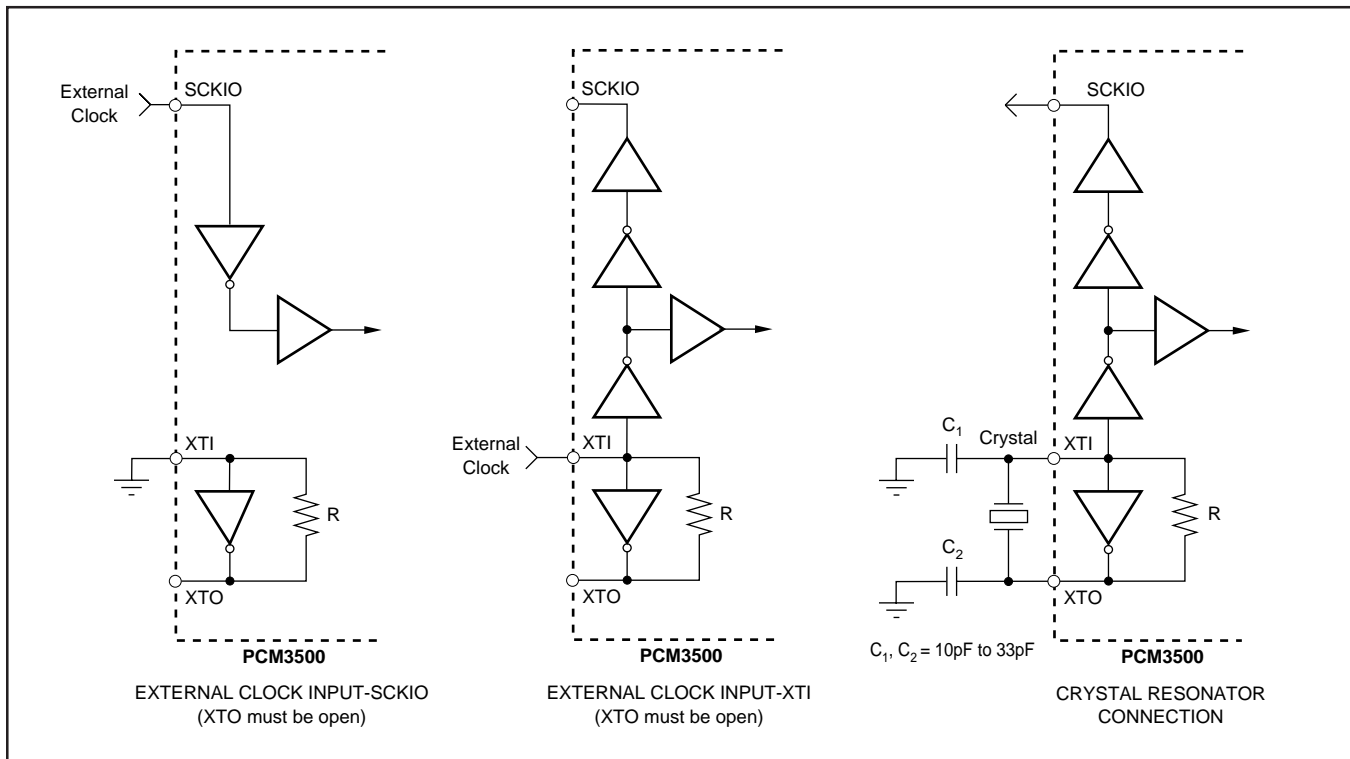 External
Clock
SCKIO
XTI
R
XTO
PCM3500
EXTERNAL CLOCK INPUT-SCKIO
(XTO must be open)
SCKIO
External
Clock
XTI
R
XTO
PCM3500
EXTERNAL CLOCK INPUT-XTI
(XTO must be open)
SCKIO
C1
Crystal
XTI
R
C2
XTO
C1, C2 = 10pF to 33pF
PCM3500
CRYSTAL RESONATOR
CONNECTION